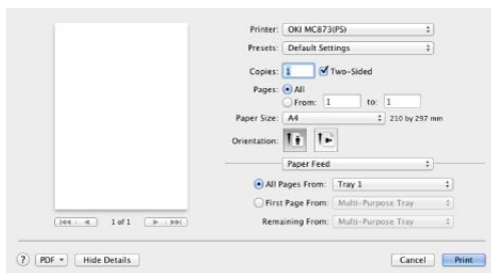 Printer: OKI MC873(PS)
Presets: Default Settings
Copies: 1 Two-Sided
Pages: All
From: 1 to: 1
Paper Size: A4 210 by 297 mm
Orientation:
Paper Feed
All Pages From: Tray 1
First Page From: Multi-Purpose Tray
Remaining From: Multi-Purpose Tray
1 of 1
? PDF Hide Details Cancel Print